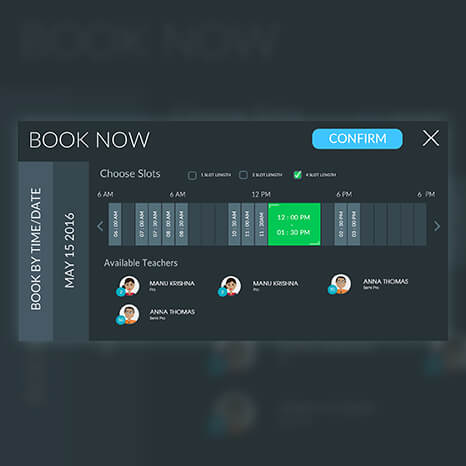 BOOK NOW
BOOK NOW
CONFIRM
BOOK BY TIME/DATE
MAY 15 2016
Choose Slots
1 SLOT LENGTH
2 SLOT LENGTH
4 SLOT LENGTH
6 AM
6 AM
12 PM
6 PM
6 PM
06 : 00 AM
07 : 00 AM
07 : 30 AM
08 : 00 AM
08 : 30 AM
10 : 30 AM
11 : 00 AM
11 : 30AM
12 : 00 PM
-
01 : 30 PM
02 : 30 PM
03 : 00 PM
Available Teachers
MANU KRISHNA
Pro
MANU KRISHNA
Pro
ANNA THOMAS
Semi Pro
ANNA THOMAS
Semi Pro